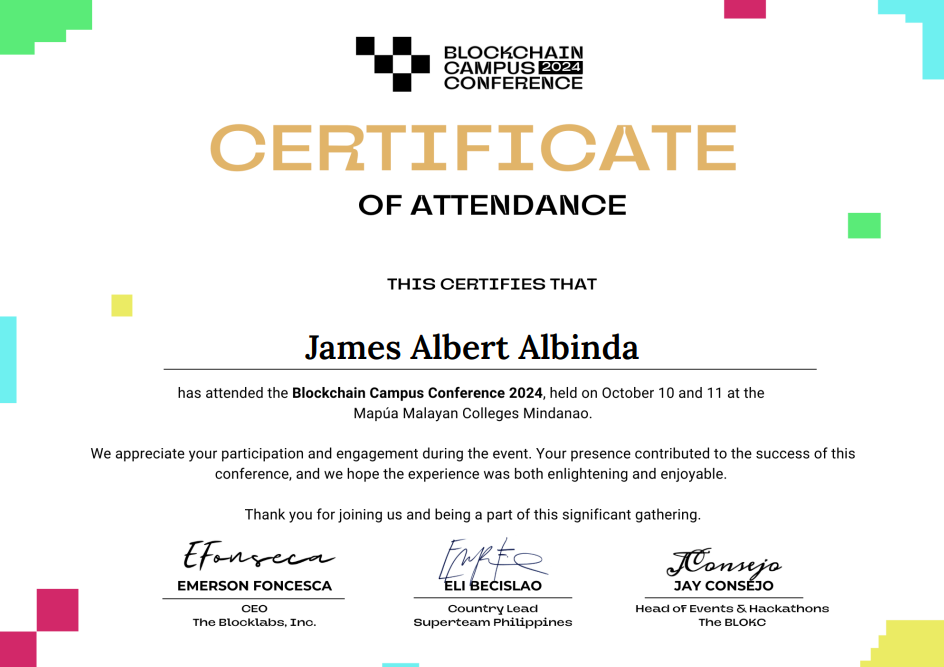 BLOCKCHAIN
CAMPUS 2024
CONFERENCE
CERTIFICATE
OF ATTENDANCE
THIS CERTIFIES THAT
James Albert Albinda
has attended the Blockchain Campus Conference 2024, held on October 10 and 11 at the
Mapúa Malayan Colleges Mindanao.
We appreciate your participation and engagement during the event. Your presence contributed to the success of this
conference, and we hope the experience was both enlightening and enjoyable.
Thank you for joining us and being a part of this significant gathering.
EFonseca
JConsejo
EMERSON FONCESCA
ELI BECISLAO
JAY CONSEJO
CEO
The Blocklabs, Inc.
Country Lead
Superteam Philippines
Head of Events & Hackathons
The BLOKC